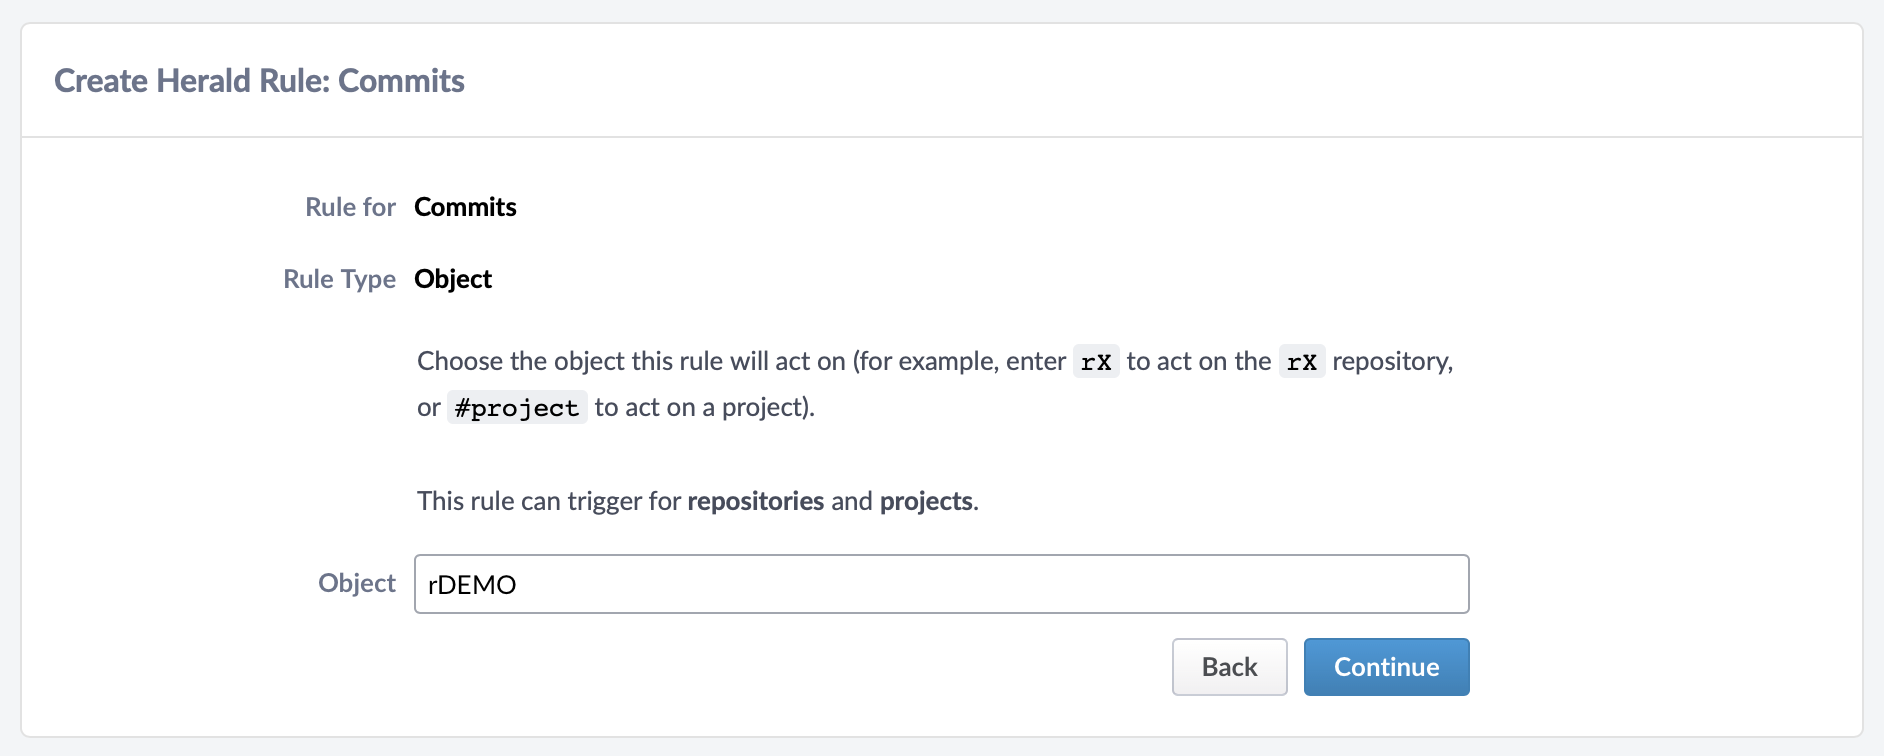 Create Herald Rule: Commits
Rule for Commits
Rule Type Object
Choose the object this rule will act on (for example, enter rX to act on the rX repository,
or #project to act on a project).
This rule can trigger for repositories and projects.
Object rDEMO
Back Continue